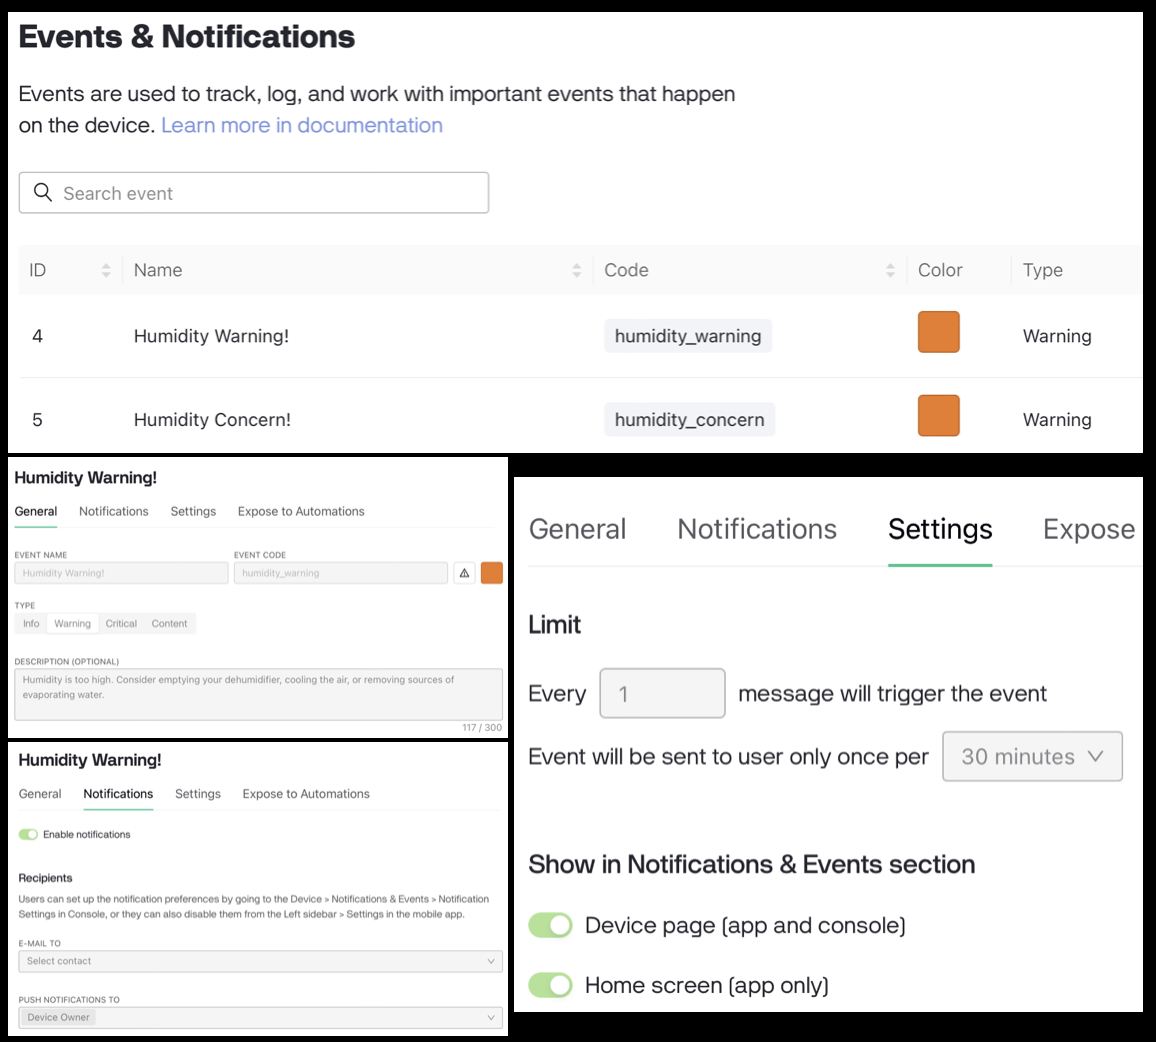 Events & Notifications
Events are used to track, log, and work with important events that happen
on the device. Learn more in documentation
Search event
ID Name Code Color Type
4 Humidity Warning! humidity_warning Warning
5 Humidity Concern! humidity_concern Warning
Humidity Warning!
General Notifications Settings Expose to Automations
EVENT NAME EVENT CODE
Humidity Warning! humidity_warning
TYPE
Info Warning Critical Content
DESCRIPTION (OPTIONAL)
Humidity is too high. Consider emptying your dehumidifier, cooling the air, or removing sources of
evaporating water.
117 / 300
Humidity Warning!
General Notifications Settings Expose to Automations
Enable notifications
Recipients
Users can set up the notification preferences by going to the Device > Notifications & Events > Notification
Settings in Console, or they can also disable them from the Left sidebar > Settings in the mobile app.
E-MAIL TO
Select contact
PUSH NOTIFICATIONS TO
Device Owner
General Notifications Settings Expose
Limit
Every 1 message will trigger the event
Event will be sent to user only once per 30 minutes
Show in Notifications & Events section
Device page (app and console)
Home screen (app only)